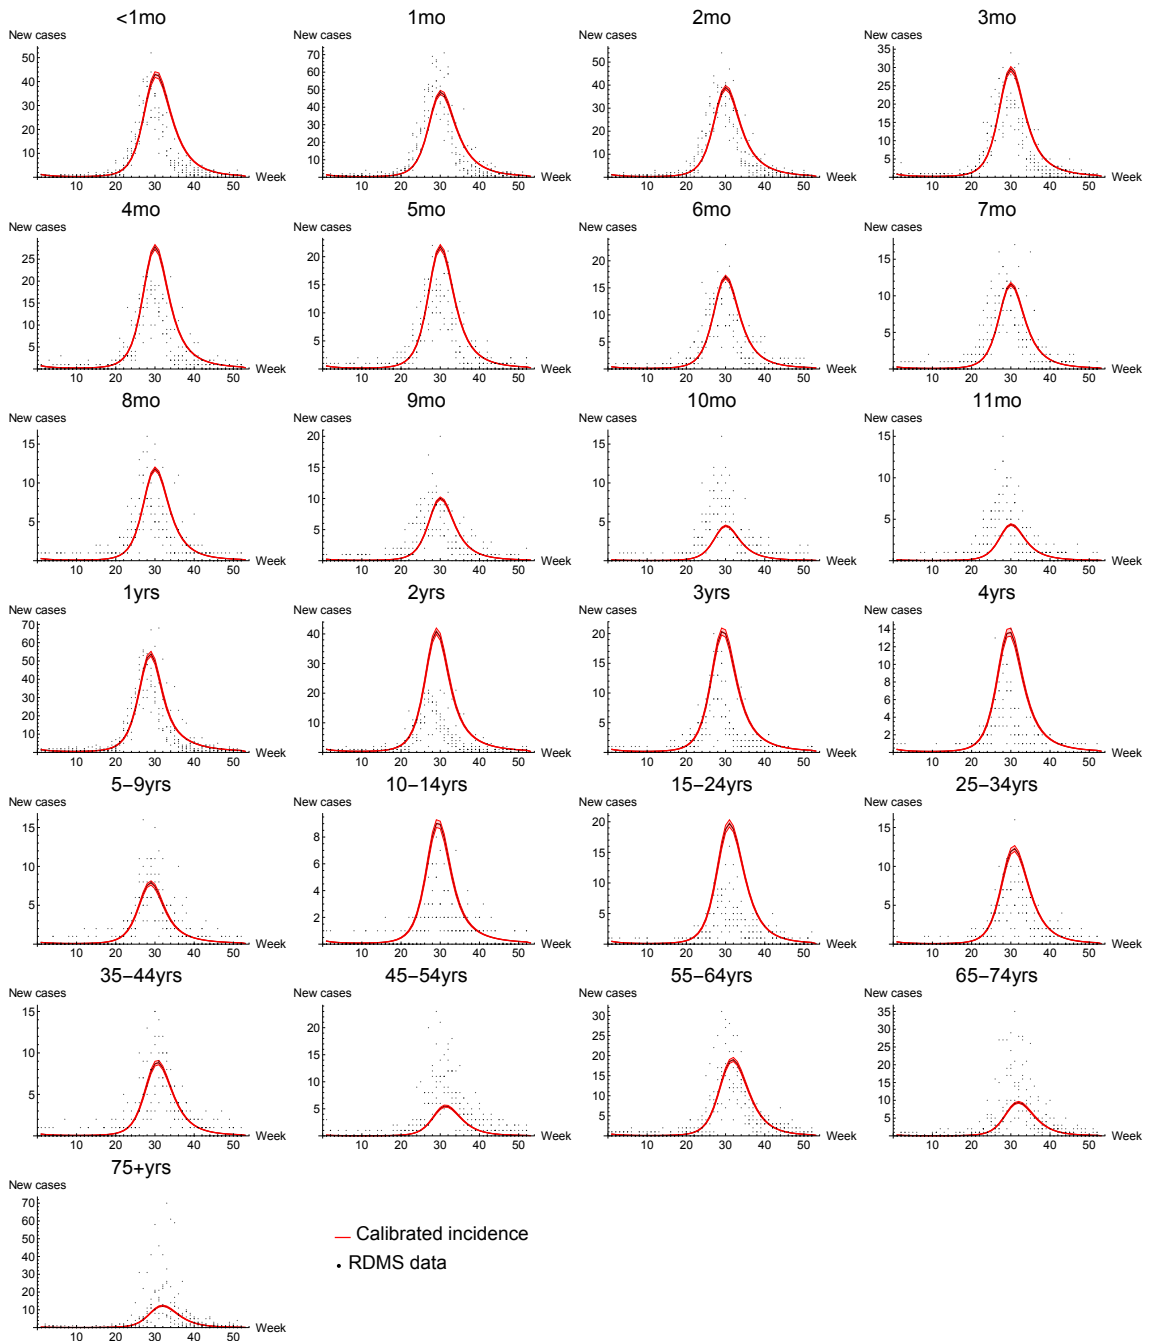 <1mo
New cases
50
40
30
20
10
10 20 30 40 50 Week
1mo
New cases
70
60
50
40
30
20
10
10 20 30 40 50 Week
2mo
New cases
50
40
30
20
10
10 20 30 40 50 Week
3mo
New cases
35
30
25
20
15
10
5
10 20 30 40 50 Week
4mo
New cases
25
20
15
10
5
10 20 30 40 50 Week
5mo
New cases
20
15
10
5
10 20 30 40 50 Week
6mo
New cases
20
15
10
5
10 20 30 40 50 Week
7mo
New cases
15
10
5
10 20 30 40 50 Week
8mo
New cases
15
10
5
10 20 30 40 50 Week
9mo
New cases
20
15
10
5
10 20 30 40 50 Week
10mo
New cases
15
10
5
10 20 30 40 50 Week
11mo
New cases
15
10
5
10 20 30 40 50 Week
1yrs
New cases
70
60
50
40
30
20
10
10 20 30 40 50 Week
2yrs
New cases
40
30
20
10
10 20 30 40 50 Week
3yrs
New cases
20
15
10
5
10 20 30 40 50 Week
4yrs
New cases
14
12
10
8
6
4
2
10 20 30 40 50 Week
5–9yrs
New cases
15
10
5
10 20 30 40 50 Week
10–14yrs
New cases
8
6
4
2
10 20 30 40 50 Week
15–24yrs
New cases
20
15
10
5
10 20 30 40 50 Week
25–34yrs
New cases
15
10
5
10 20 30 40 50 Week
35–44yrs
New cases
15
10
5
10 20 30 40 50 Week
45–54yrs
New cases
20
15
10
5
10 20 30 40 50 Week
55–64yrs
New cases
30
25
20
15
10
5
10 20 30 40 50 Week
65–74yrs
New cases
35
30
25
20
15
10
5
10 20 30 40 50 Week
75+yrs
New cases
70
60
50
40
30
20
10
10 20 30 40 50 Week
Calibrated incidence
RDMS data